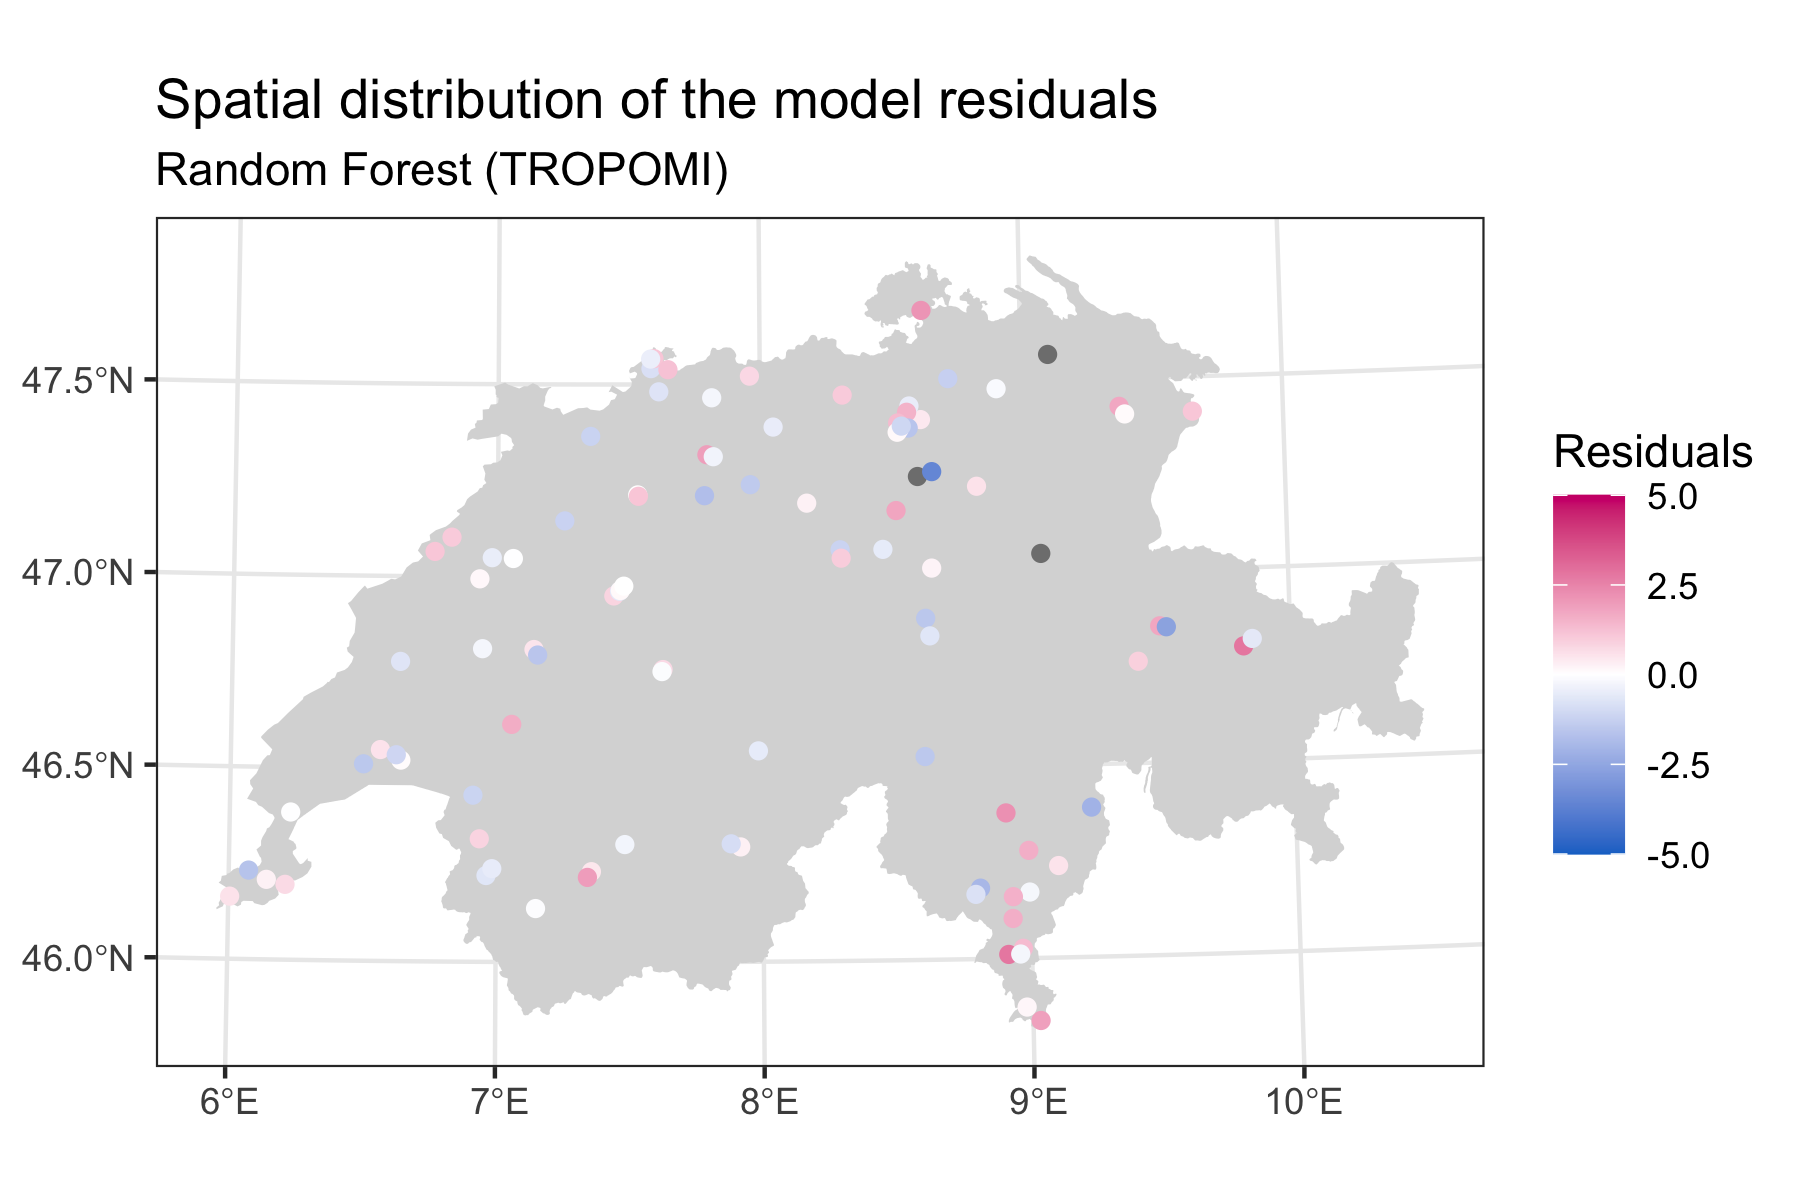 Spatial distribution of the model residuals
Random Forest (TROPOMI)
47.5°N
47.0°N
46.5°N
46.0°N
6°E
7°E
8°E
9°E
10°E
Residuals
5.0
2.5
0.0
-2.5
-5.0